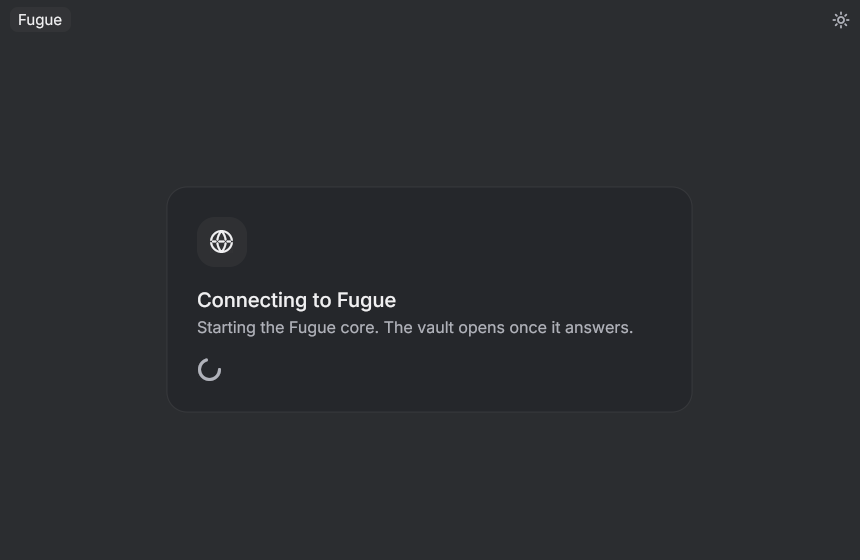 Fugue
Connecting to Fugue
Starting the Fugue core. The vault opens once it answers.